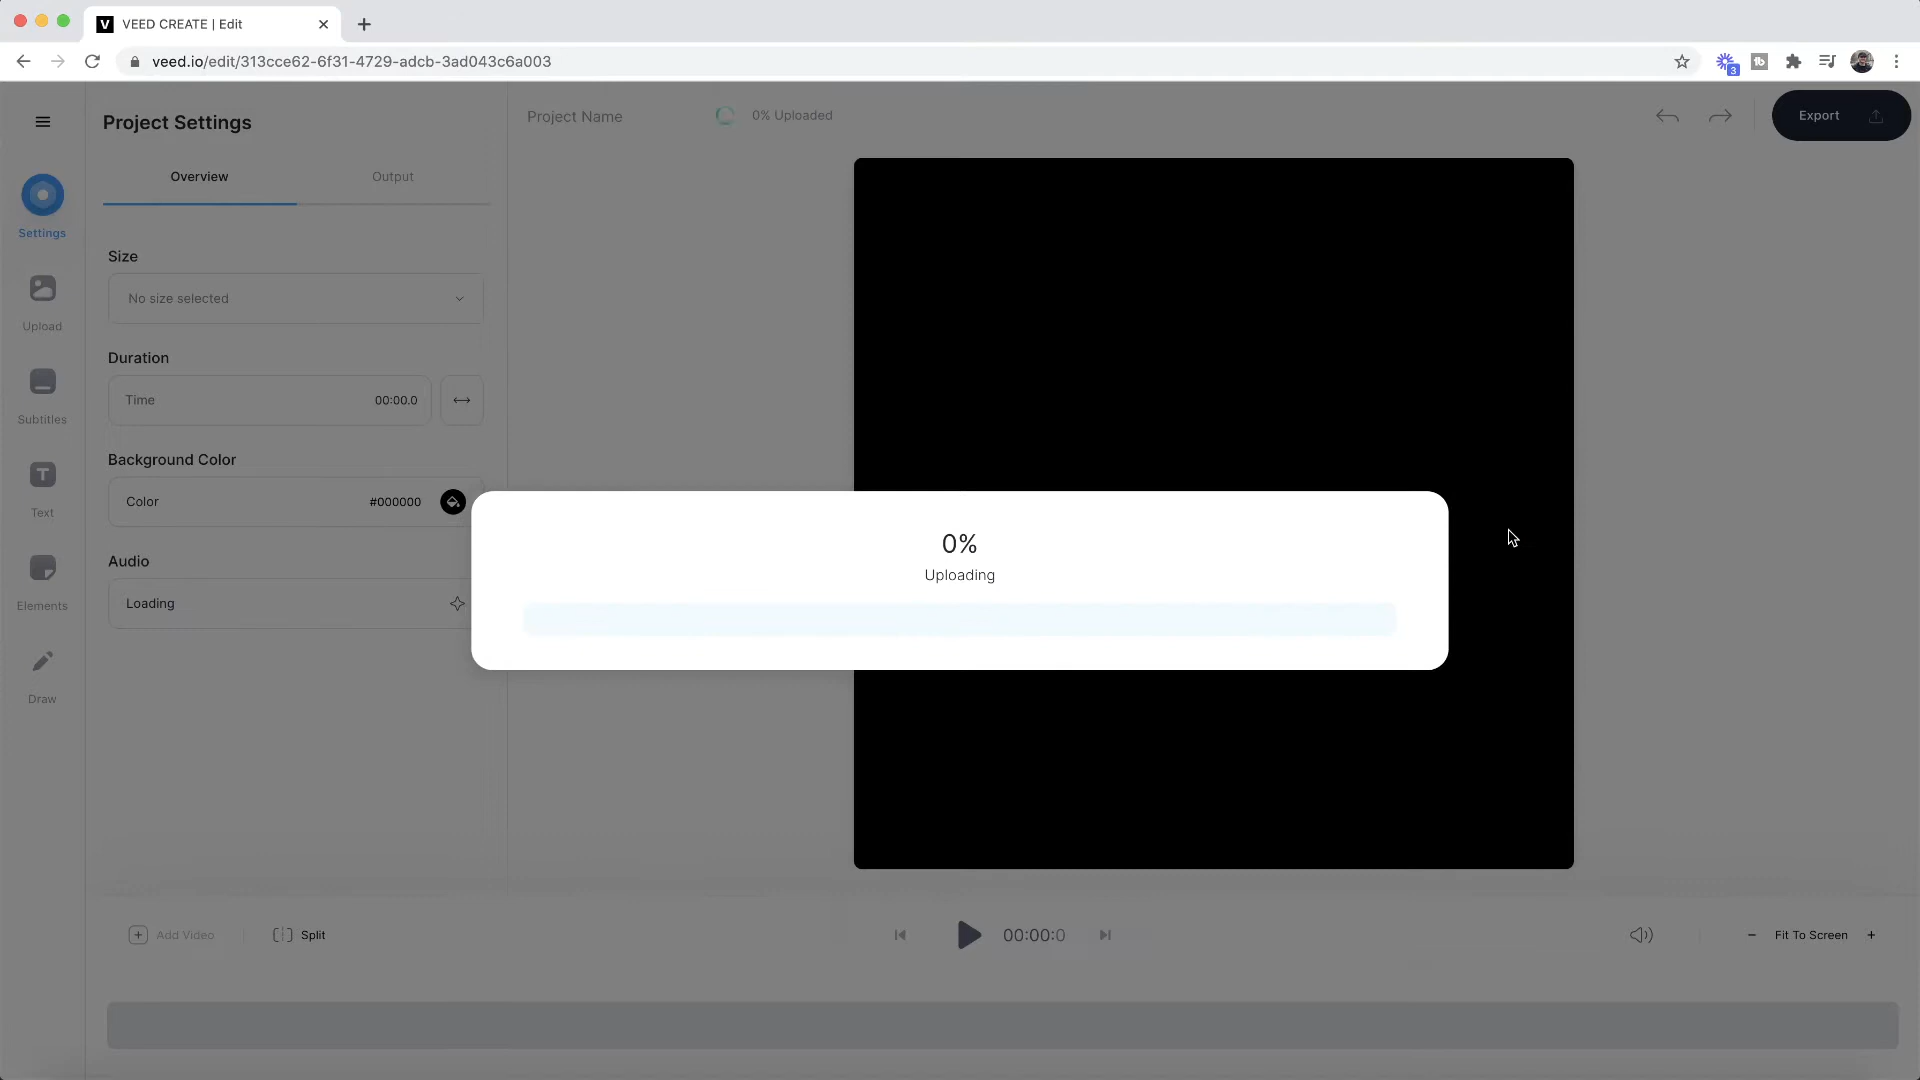 V VEED CREATE | Edit
veed.io/edit/313cce62-6f31-4729-adcb-3ad043c6a003
3
Project Settings
Project Name
0% Uploaded
Export
Overview
Output
Settings
Size
No size selected
Upload
Duration
Time 00:00.0
Subtitles
Background Color
Color #000000
T
Text
0%
Uploading
Audio
Loading
Elements
Draw
Add Video
Split
00:00:0
- Fit To Screen +